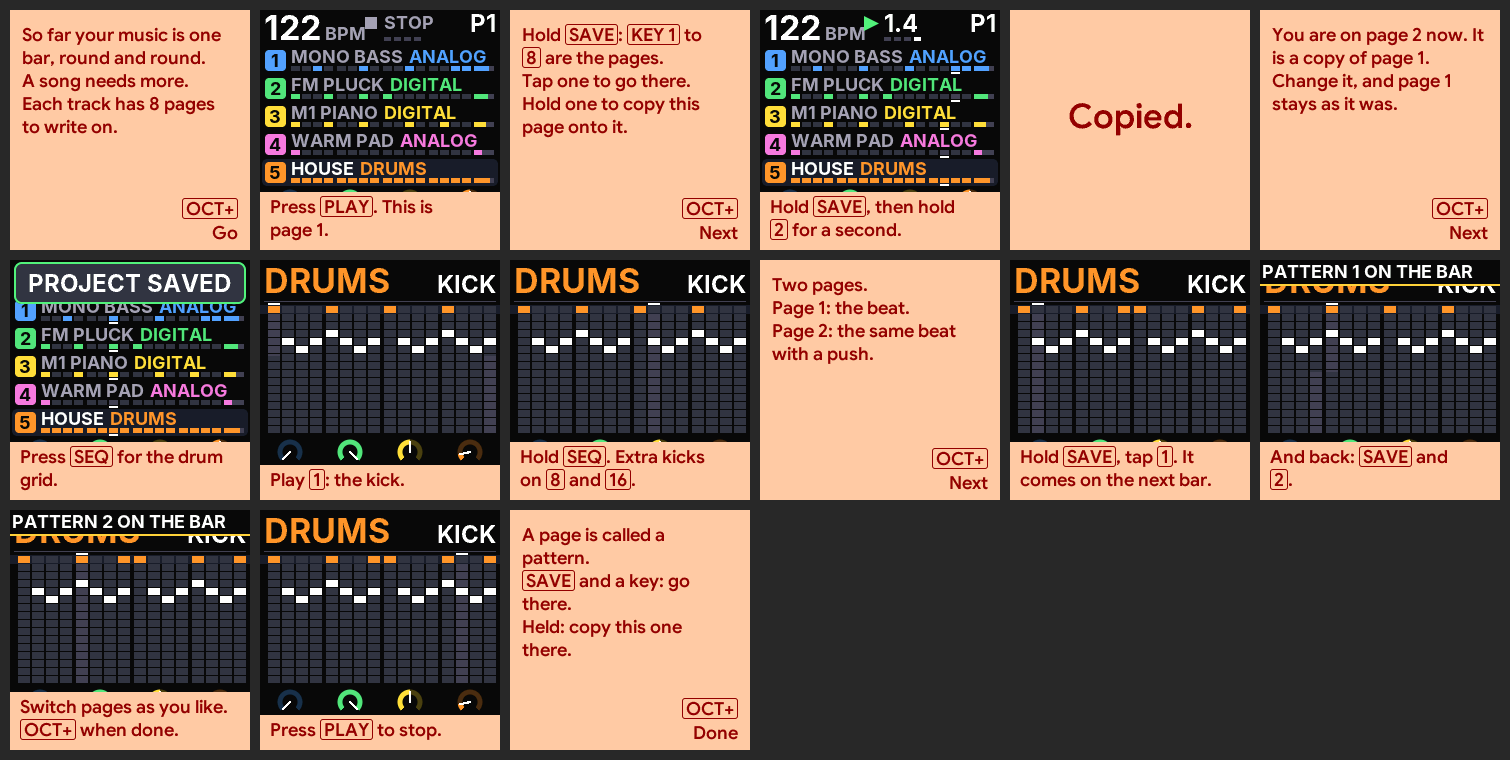 So far your music is one
bar, round and round.
A song needs more.
Each track has 8 pages
to write on.
OCT+
Go
122 BPM STOP P1
1 MONO BASS ANALOG
2 FM PLUCK DIGITAL
3 M1 PIANO DIGITAL
4 WARM PAD ANALOG
5 HOUSE DRUMS
Press PLAY. This is
page 1.
Hold SAVE: KEY 1 to
8 are the pages.
Tap one to go there.
Hold one to copy this
page onto it.
OCT+
Next
122 BPM 1.4 P1
1 MONO BASS ANALOG
2 FM PLUCK DIGITAL
3 M1 PIANO DIGITAL
4 WARM PAD ANALOG
5 HOUSE DRUMS
Hold SAVE, then hold
2 for a second.
Copied.
You are on page 2 now. It
is a copy of page 1.
Change it, and page 1
stays as it was.
OCT+
Next
PROJECT SAVED
1 MONO BASS ANALOG
2 FM PLUCK DIGITAL
3 M1 PIANO DIGITAL
4 WARM PAD ANALOG
5 HOUSE DRUMS
Press SEQ for the drum
grid.
DRUMS KICK
Play 1: the kick.
DRUMS KICK
Hold SEQ. Extra kicks
on 8 and 16.
Two pages.
Page 1: the beat.
Page 2: the same beat
with a push.
OCT+
Next
DRUMS KICK
Hold SAVE, tap 1. It
comes on the next bar.
PATTERN 1 ON THE BAR
DRUMS KICK
And back: SAVE and
2.
PATTERN 2 ON THE BAR
DRUMS KICK
Switch pages as you like.
OCT+ when done.
DRUMS KICK
Press PLAY to stop.
A page is called a
pattern.
SAVE and a key: go
there.
Held: copy this one
there.
OCT+
Done